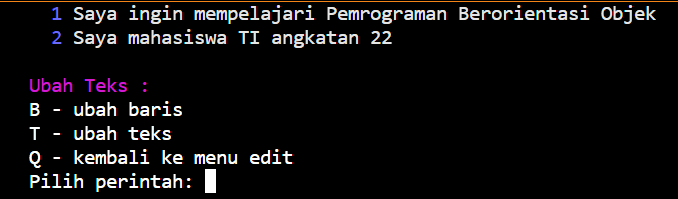 1 Saya ingin mempelajari Pemrograman Berorientasi Objek
2 Saya mahasiswa TI angkatan 22
Ubah Teks :
B - ubah baris
T - ubah teks
Q - kembali ke menu edit
Pilih perintah: